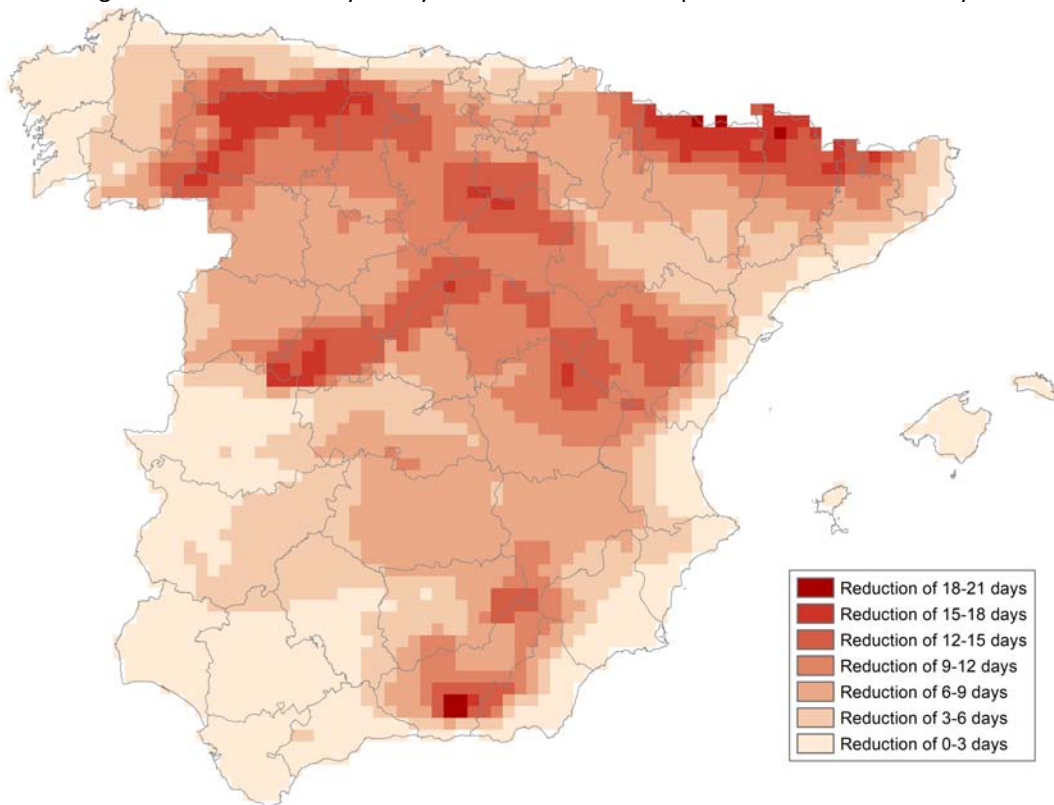 Reduction of 18-21 days
Reduction of 15-18 days
Reduction of 12-15 days
Reduction of 9-12 days
Reduction of 6-9 days
Reduction of 3-6 days
Reduction of 0-3 days